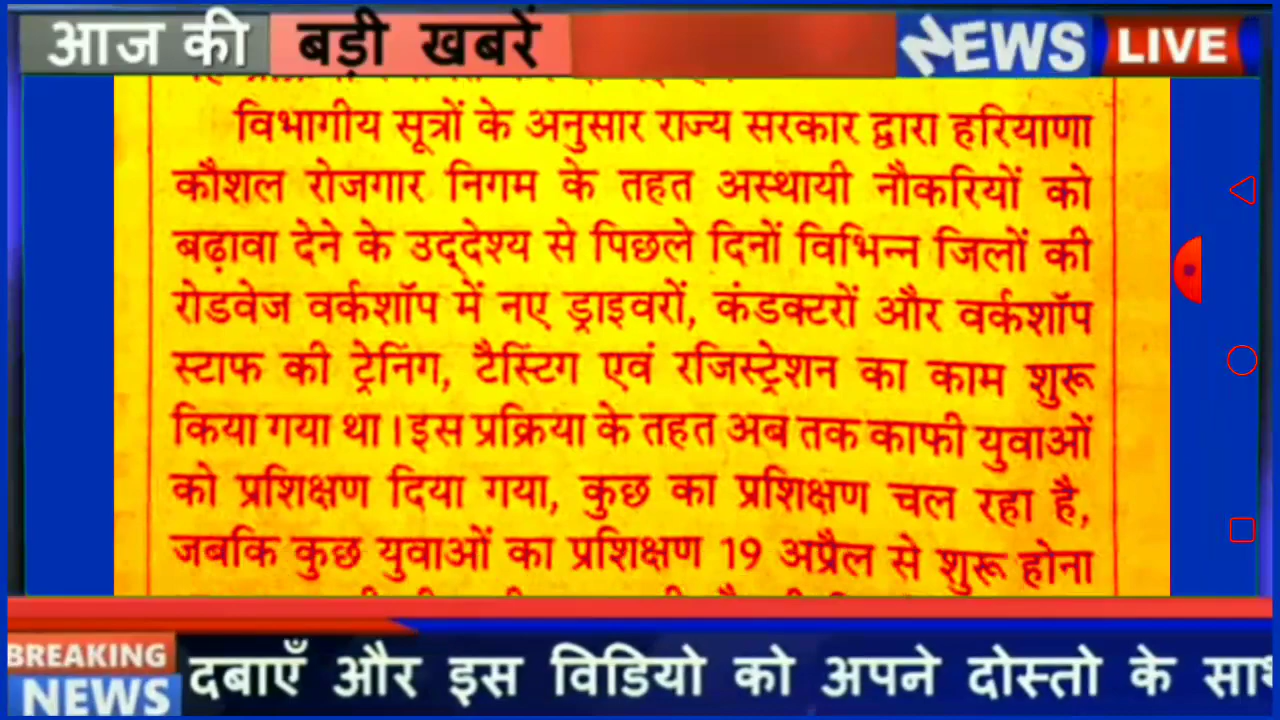 आज की बड़ी खबरें NEWS LIVE
विभागीय सूत्रों के अनुसार राज्य सरकार द्वारा हरियाणा
कौशल रोजगार निगम के तहत अस्थायी नौकरियों को
बढ़ावा देने के उद्देश्य से पिछले दिनों विभिन्न जिलों की
रोडवेज वर्कशॉप में नए ड्राइवरों, कंडक्टरों और वर्कशॉप
स्टाफ की ट्रेनिंग, टैस्टिंग एवं रजिस्ट्रेशन का काम शुरू
किया गया था। इस प्रक्रिया के तहत अब तक काफी युवाओं
को प्रशिक्षण दिया गया, कुछ का प्रशिक्षण चल रहा है,
जबकि कुछ युवाओं का प्रशिक्षण 19 अप्रैल से शुरू होना
BREAKING
NEWS
दबाएँ और इस विडियो को अपने दोस्तो के